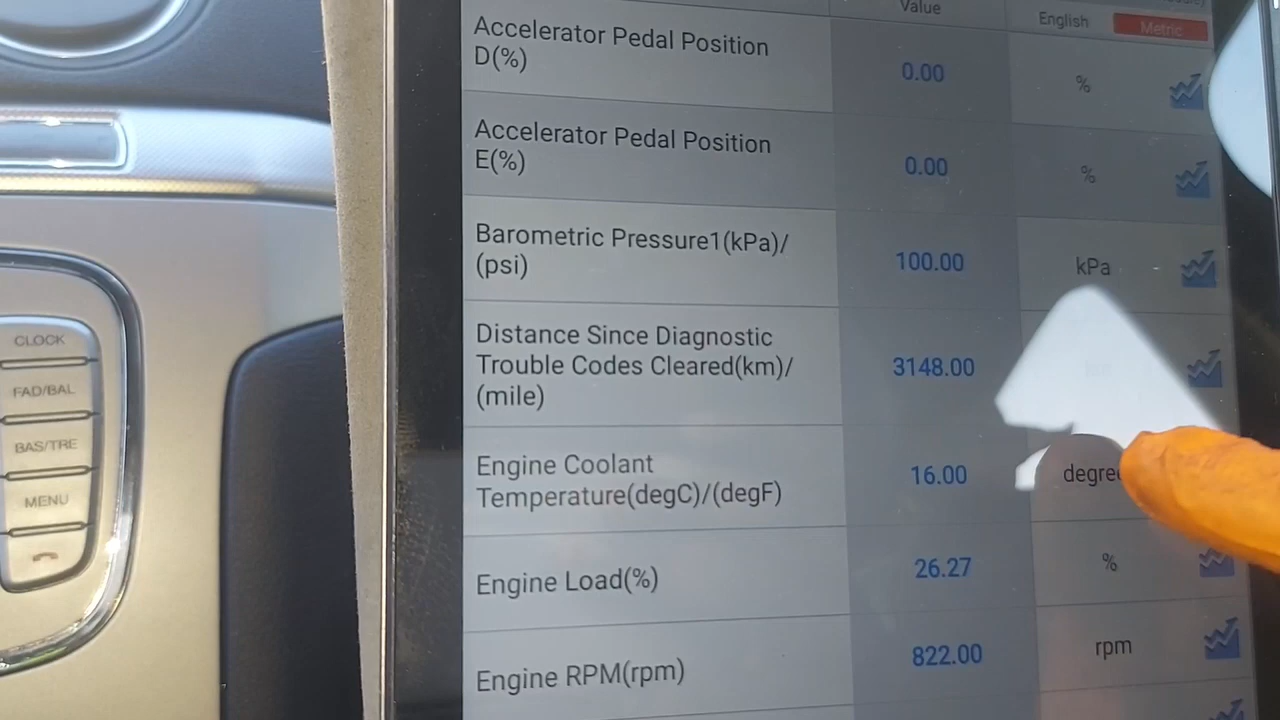 CLOCK
FAD/BAL
BAS/TRE
MENU
Value
English
Metric
Accelerator Pedal Position
D(%)
0.00
%
Accelerator Pedal Position
E(%)
0.00
%
Barometric Pressure1(kPa)/
(psi)
100.00
kPa
Distance Since Diagnostic
Trouble Codes Cleared(km)/
(mile)
3148.00
Engine Coolant
Temperature(degC)/(degF)
16.00
Engine Load(%)
26.27
%
Engine RPM(rpm)
822.00
rpm